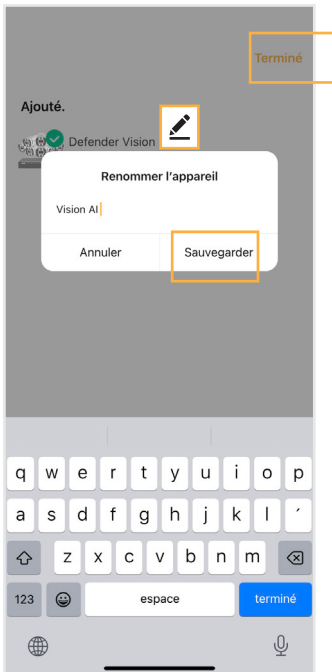 Terminé
Ajouté.
Defender Vision
Renommer l'appareil
Vision AI
Annuler Sauvegarder
q w e r t y u i o p
a s d f g h j k l ´
z x c v b n m
123 espace terminé